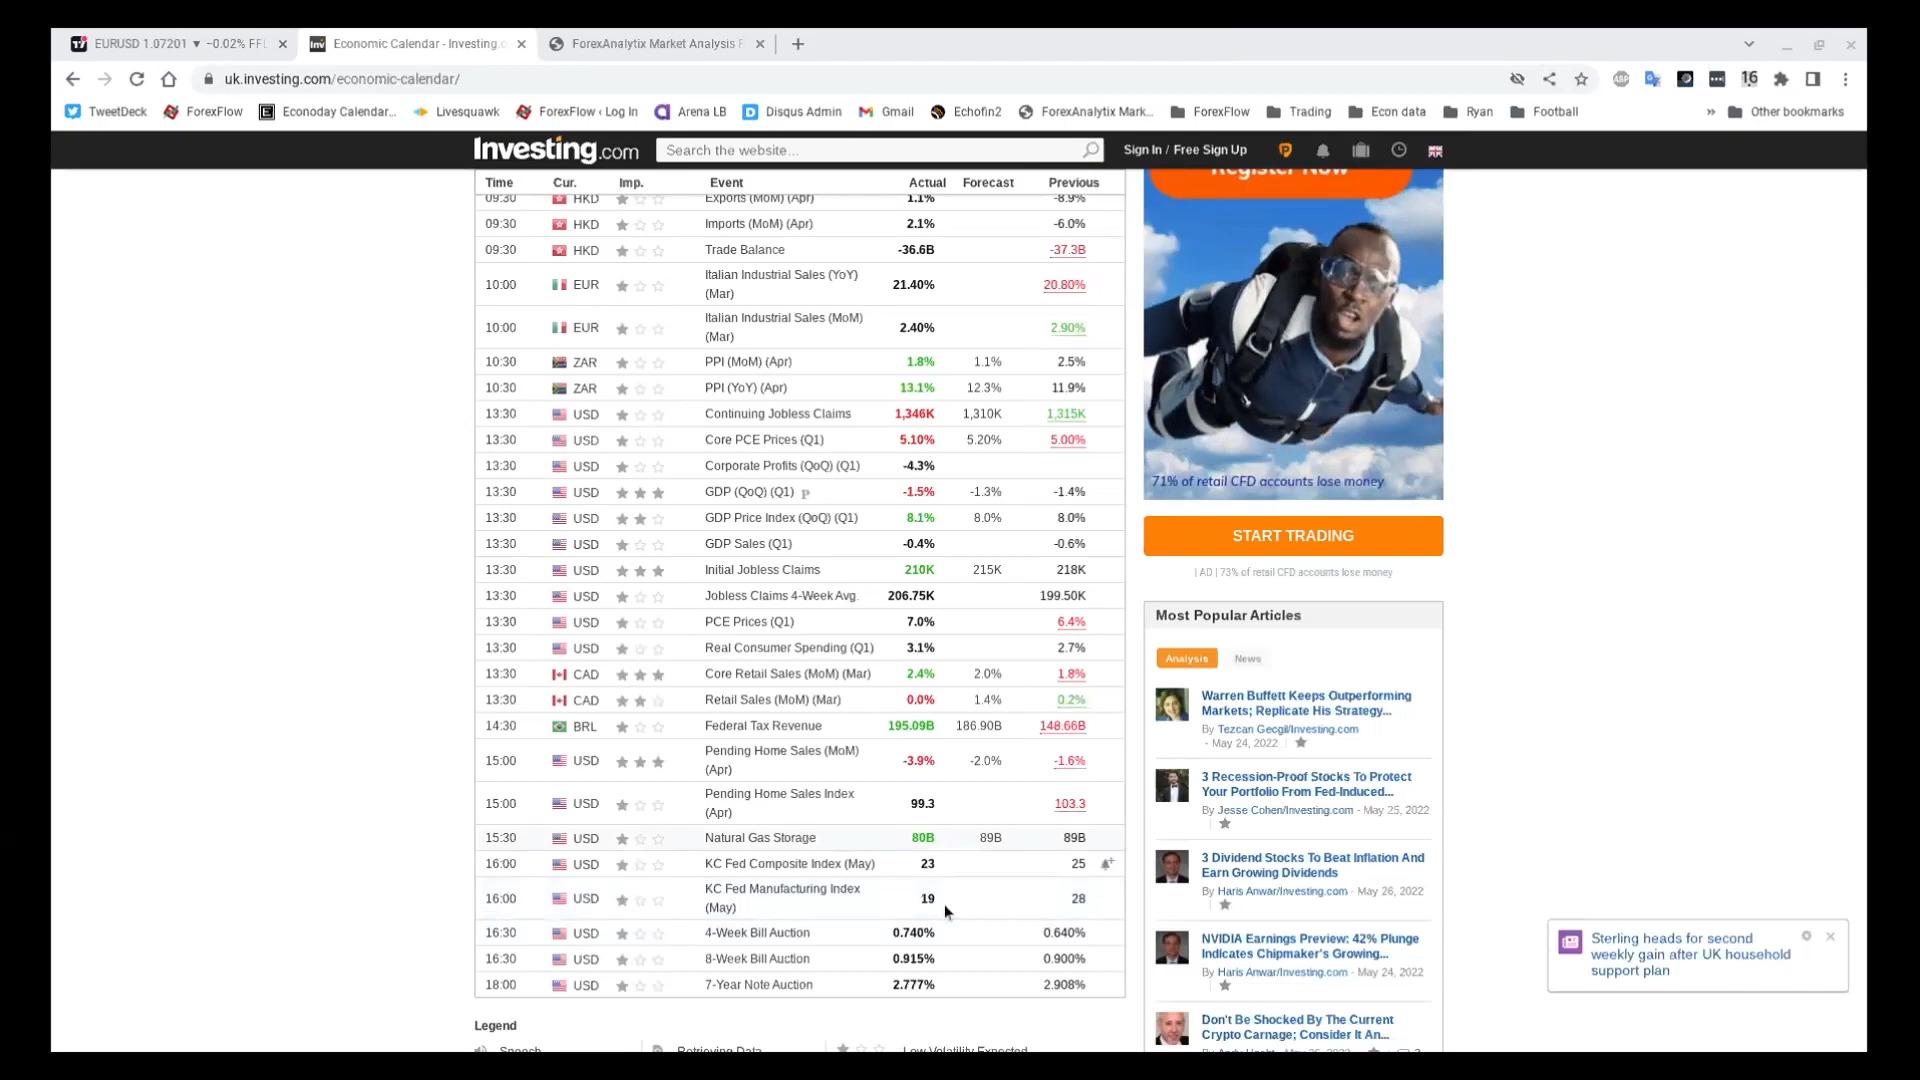 EURUSD 1.07201 ▼ −0.02% FFL
Economic Calendar - Investing.c
ForexAnalytix Market Analysis F
uk.investing.com/economic-calendar/
ABP
16
TweetDeck ForexFlow Econoday Calendar... Livesquawk ForexFlow ‹ Log In Arena LB Disqus Admin Gmail Echofin2 ForexAnalytix Mark... ForexFlow Trading Econ data Ryan Football » Other bookmarks
Investing.com Search the website... Sign In / Free Sign Up
Register Now
Time Cur. Imp. Event Actual Forecast Previous
09:30 HKD Exports (MoM) (Apr) 1.1% -8.9%
09:30 HKD Imports (MoM) (Apr) 2.1% -6.0%
09:30 HKD Trade Balance -36.6B -37.3B
10:00 EUR Italian Industrial Sales (YoY) 21.40% 20.80%
(Mar)
10:00 EUR Italian Industrial Sales (MoM) 2.40% 2.90%
(Mar)
10:30 ZAR PPI (MoM) (Apr) 1.8% 1.1% 2.5%
10:30 ZAR PPI (YoY) (Apr) 13.1% 12.3% 11.9%
13:30 USD Continuing Jobless Claims 1,346K 1,310K 1,315K
13:30 USD Core PCE Prices (Q1) 5.10% 5.20% 5.00%
13:30 USD Corporate Profits (QoQ) (Q1) -4.3%
13:30 USD GDP (QoQ) (Q1) P -1.5% -1.3% -1.4%
13:30 USD GDP Price Index (QoQ) (Q1) 8.1% 8.0% 8.0%
13:30 USD GDP Sales (Q1) -0.4% -0.6%
13:30 USD Initial Jobless Claims 210K 215K 218K
13:30 USD Jobless Claims 4-Week Avg. 206.75K 199.50K
13:30 USD PCE Prices (Q1) 7.0% 6.4%
13:30 USD Real Consumer Spending (Q1) 3.1% 2.7%
13:30 CAD Core Retail Sales (MoM) (Mar) 2.4% 2.0% 1.8%
13:30 CAD Retail Sales (MoM) (Mar) 0.0% 1.4% 0.2%
14:30 BRL Federal Tax Revenue 195.09B 186.90B 148.66B
15:00 USD Pending Home Sales (MoM) -3.9% -2.0% -1.6%
(Apr)
15:00 USD Pending Home Sales Index 99.3 103.3
(Apr)
15:30 USD Natural Gas Storage 80B 89B 89B
16:00 USD KC Fed Composite Index (May) 23 25
16:00 USD KC Fed Manufacturing Index 19 28
(May)
16:30 USD 4-Week Bill Auction 0.740% 0.640%
16:30 USD 8-Week Bill Auction 0.915% 0.900%
18:00 USD 7-Year Note Auction 2.777% 2.908%
Legend
Speech Retrieving Data Low Volatility Expected
71% of retail CFD accounts lose money
START TRADING
| AD | 73% of retail CFD accounts lose money
Most Popular Articles
Analysis News
Warren Buffett Keeps Outperforming
Markets; Replicate His Strategy...
By Tezcan Gecgil/Investing.com
- May 24, 2022
3 Recession-Proof Stocks To Protect
Your Portfolio From Fed-Induced...
By Jesse Cohen/Investing.com - May 25, 2022
3 Dividend Stocks To Beat Inflation And
Earn Growing Dividends
By Haris Anwar/Investing.com - May 26, 2022
NVIDIA Earnings Preview: 42% Plunge
Indicates Chipmaker's Growing...
By Haris Anwar/Investing.com - May 24, 2022
Don't Be Shocked By The Current
Crypto Carnage; Consider It An...
Sterling heads for second
weekly gain after UK household
support plan